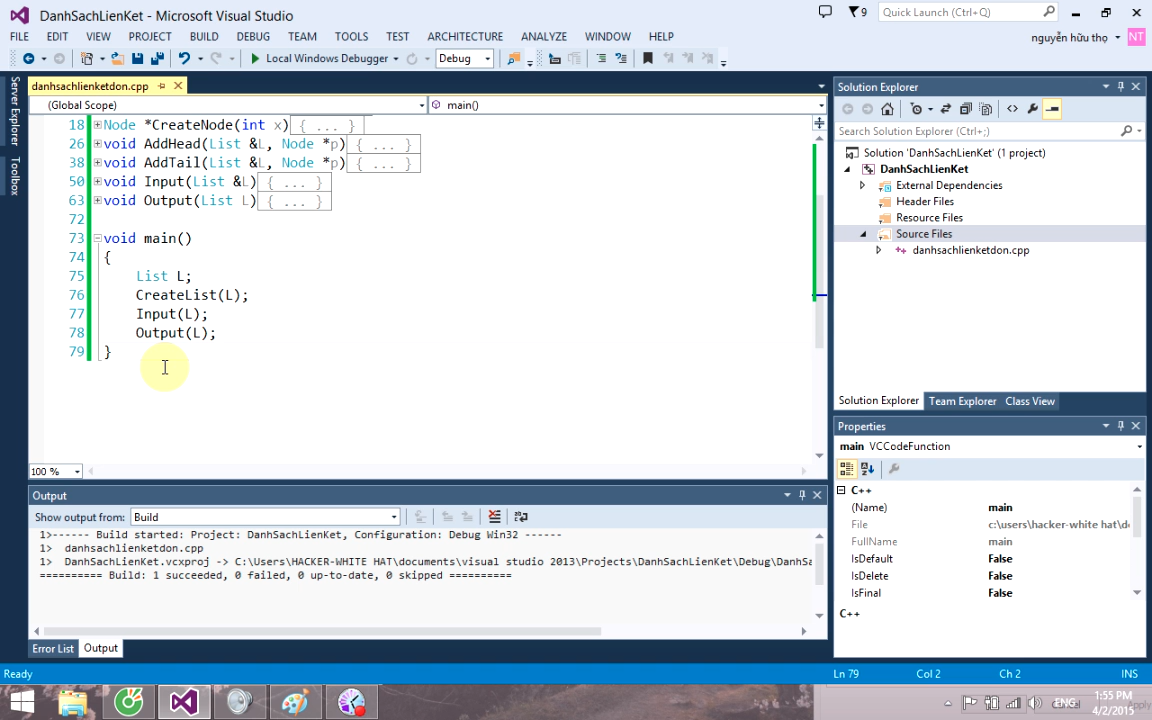 DanhSachLienKet - Microsoft Visual Studio
9
Quick Launch (Ctrl+Q)
FILE EDIT VIEW PROJECT BUILD DEBUG TEAM TOOLS TEST ARCHITECTURE ANALYZE WINDOW HELP
nguyễn hữu thọ NT
Local Windows Debugger Debug
Server Explorer
Toolbox
danhsachlienketdon.cpp
(Global Scope) main()
18 Node *CreateNode(int x){ ... }
26 void AddHead(List &L, Node *p){ ... }
38 void AddTail(List &L, Node *p){ ... }
50 void Input(List &L){ ... }
63 void Output(List L){ ... }
72
73 void main()
74 {
75 List L;
76 CreateList(L);
77 Input(L);
78 Output(L);
79 }
100 %
Output
Show output from: Build
1>------ Build started: Project: DanhSachLienKet, Configuration: Debug Win32 ------
1> danhsachlienketdon.cpp
1> DanhSachLienKet.vcxproj -> C:\Users\HACKER-WHITE HAT\documents\visual studio 2013\Projects\DanhSachLienKet\Debug\DanhSa
========== Build: 1 succeeded, 0 failed, 0 up-to-date, 0 skipped ==========
Error List Output
Solution Explorer
Search Solution Explorer (Ctrl+;)
Solution 'DanhSachLienKet' (1 project)
DanhSachLienKet
External Dependencies
Header Files
Resource Files
Source Files
danhsachlienketdon.cpp
Solution Explorer Team Explorer Class View
Properties
main VCCodeFunction
C++
(Name) main
File c:\users\hacker-white hat\do
FullName main
IsDefault False
IsDelete False
IsFinal False
C++
Ready Ln 79 Col 2 Ch 2 INS
ENG
1:55 PM
4/2/2015